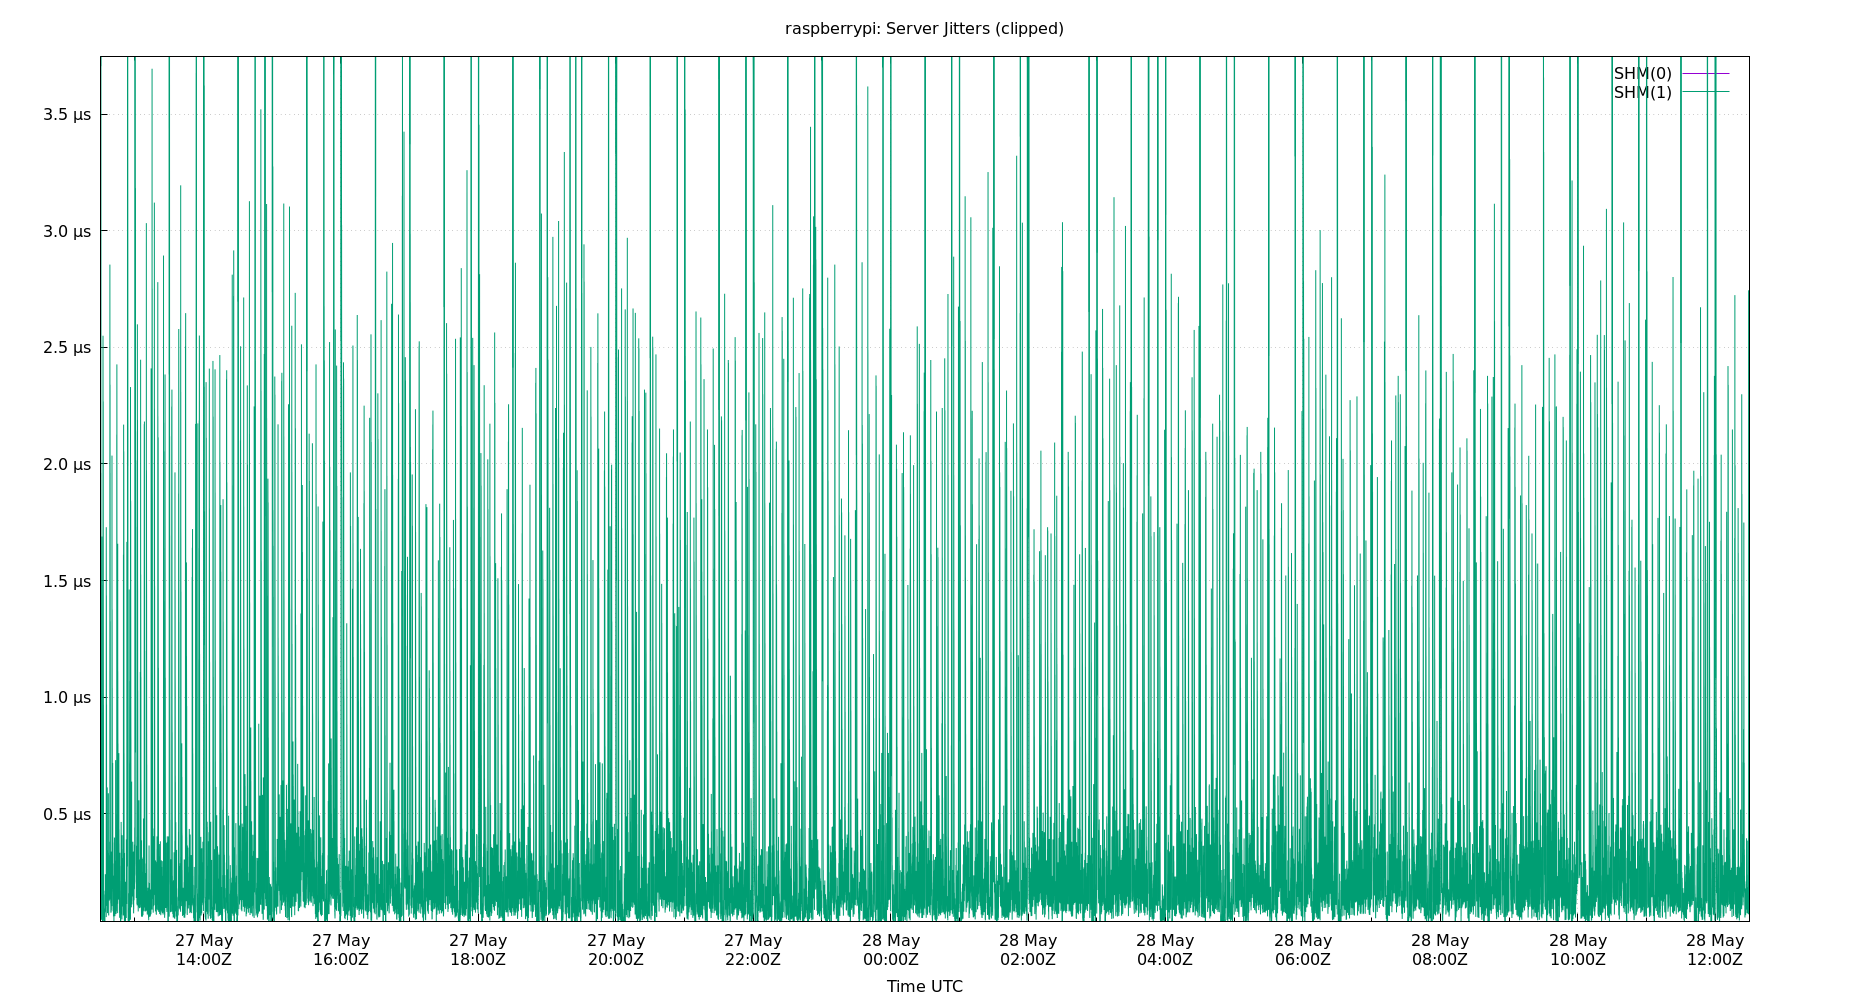 raspberrypi: Server Jitters (clipped)
SHM(0)
SHM(1)
3.5 µs
3.0 µs
2.5 µs
2.0 µs
1.5 µs
1.0 µs
0.5 µs
27 May 27 May 27 May 27 May 27 May 28 May 28 May 28 May 28 May 28 May 28 May 28 May
14:00Z 16:00Z 18:00Z 20:00Z 22:00Z 00:00Z 02:00Z 04:00Z 06:00Z 08:00Z 10:00Z 12:00Z
Time UTC